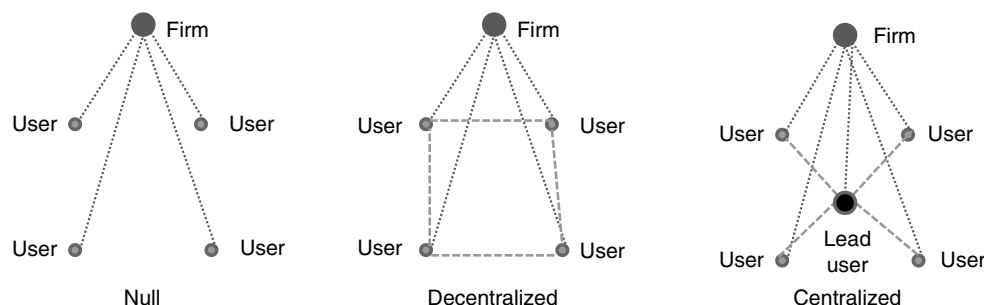 Firm
User
User
User
User
Null
Firm
User
User
User
User
Decentralized
Firm
User
User
Lead
user
User
User
Centralized